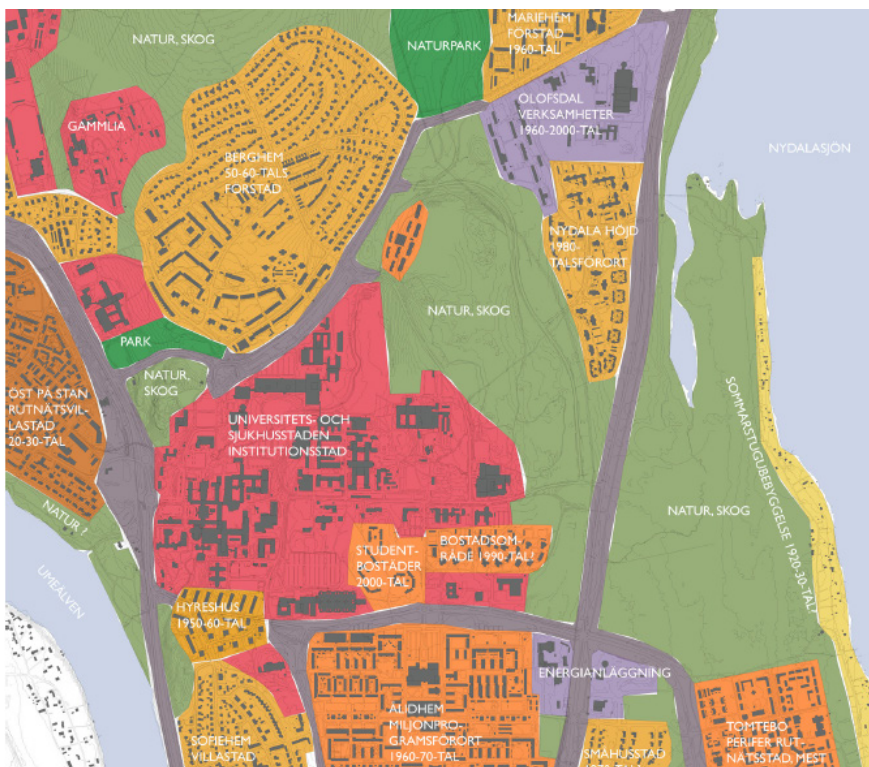 MARIEHEM
FÖRSTAD
1960-TAL
NATUR, SKOG
NATURPARK
OLOFSDAL
VERKSAMHETER
1960-2000-TAL
GAMMLIA
NYDALASJÖN
BERGHEM
50-60-TALS
FÖRSTAD
NYDALA HÖJD
1980-
TALSFÖRORT
NATUR, SKOG
PARK
NATUR,
SKOG
ÖST PÅ STAN
RUTNÄTSVIL-
LASTAD
20-30-TAL
UNIVERSITETS- OCH
SJUKHUSSTADEN
INSTITUTIONSSTAD
SOMMARSTUGUBEBYGGELSE 1920-30-TAL?
NATUR ?
NATUR, SKOG
STUDENT-
BOSTÄDER
2000-TAL
BOSTADSOM-
RÅDE 1990-TAL?
UMEÄLVEN
HYRESHUS
1950-60-TAL
ENERGIANLÄGGNING
ÅLIDHEM
MILJONPRO-
GRAMSFÖRORT
1960-70-TAL
SOFIEHEM
VILLASTAD
TOMTEBO
PERIFER RUT-
NÄTSSTAD, MEST
SMÅHUSSTAD